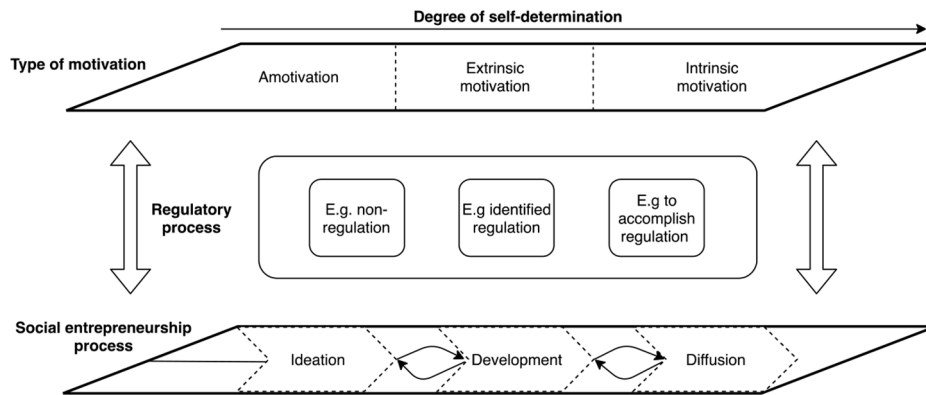 Degree of self-determination
Type of motivation
Amotivation
Extrinsic
motivation
Intrinsic
motivation
Regulatory
process
E.g. non-
regulation
E.g identified
regulation
E.g to
accomplish
regulation
Social entrepreneurship
process
Ideation
Development
Diffusion